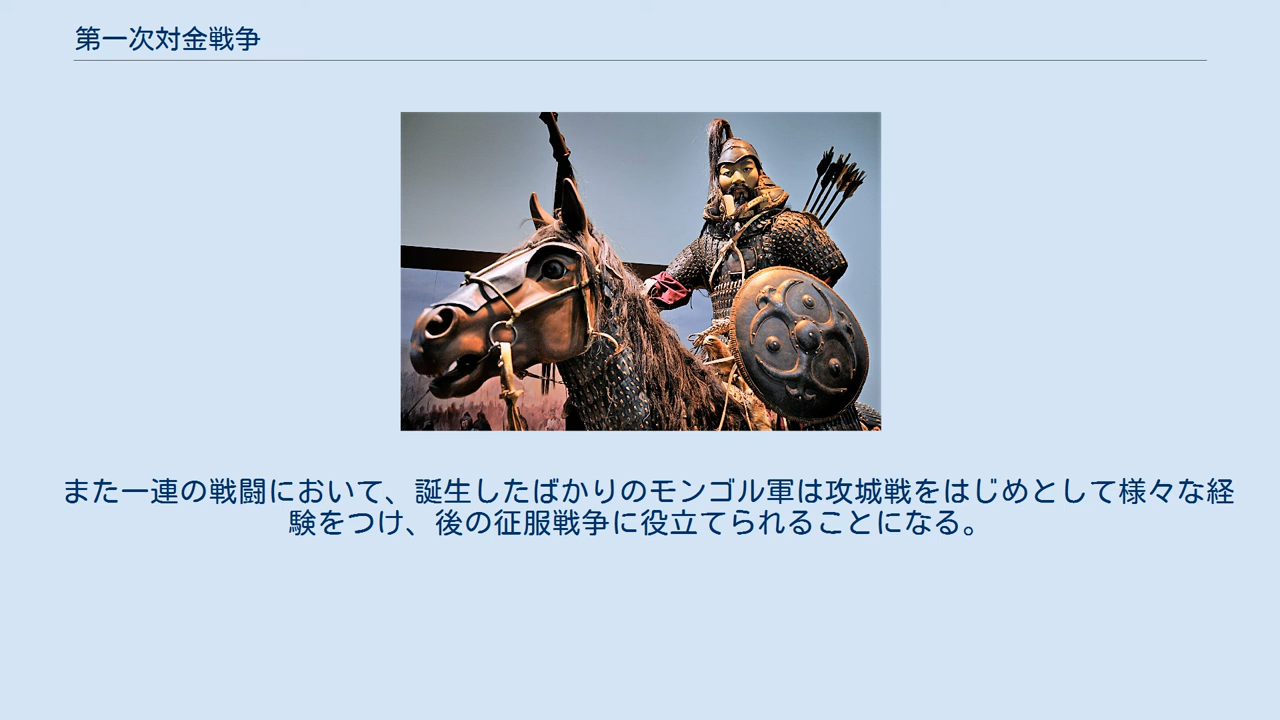 第一次対金戦争
また一連の戦闘において、誕生したばかりのモンゴル軍は攻城戦をはじめとして様々な経
験をつけ、後の征服戦争に役立てられることになる。